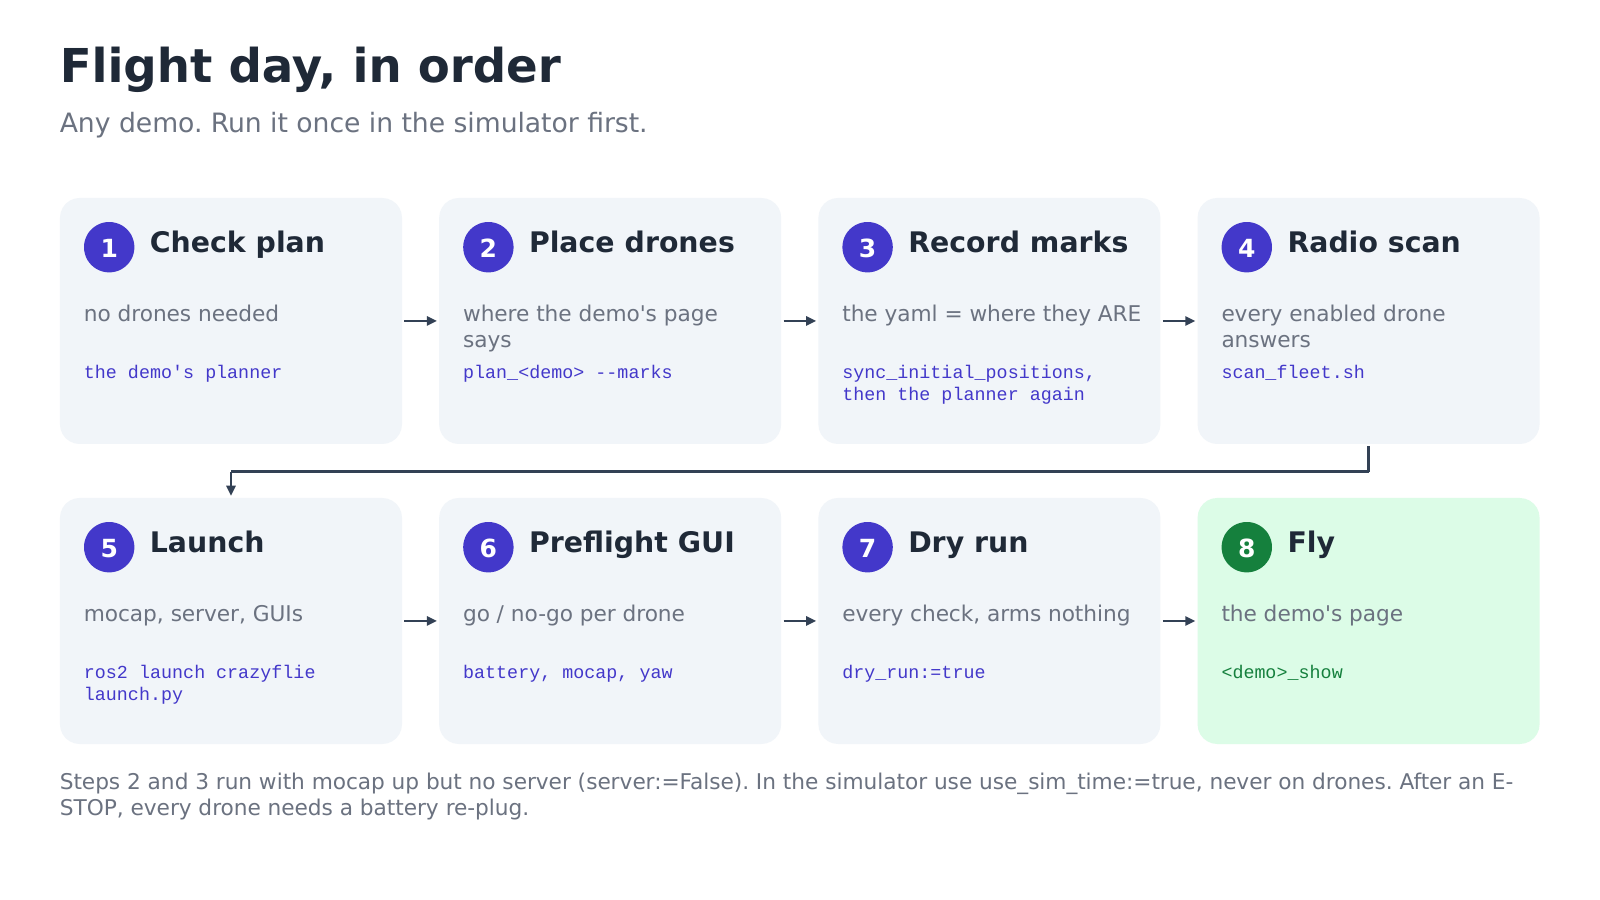 Flight day, in order
Any demo. Run it once in the simulator first.
1 Check plan
no drones needed
the demo's planner
2 Place drones
where the demo's page
says
plan_<demo> --marks
3 Record marks
the yaml = where they ARE
sync_initial_positions,
then the planner again
4 Radio scan
every enabled drone
answers
scan_fleet.sh
5 Launch
mocap, server, GUIs
ros2 launch crazyflie
launch.py
6 Preflight GUI
go / no-go per drone
battery, mocap, yaw
7 Dry run
every check, arms nothing
dry_run:=true
8 Fly
the demo's page
<demo>_show
Steps 2 and 3 run with mocap up but no server (server:=False). In the simulator use use_sim_time:=true, never on drones. After an E-
STOP, every drone needs a battery re-plug.